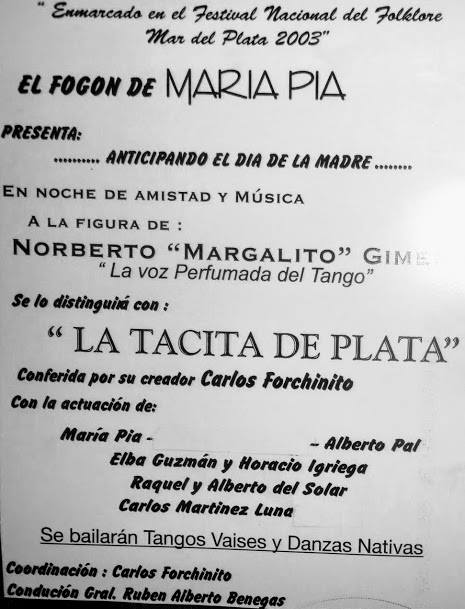 “ Enmarcado en el Festival Nacional del Folklore
Mar del Plata 2003”
EL FOGON DE MARIA PIA
PRESENTA:
.......... ANTICIPANDO EL DIA DE LA MADRE ........
EN NOCHE DE AMISTAD Y MÚSICA
A LA FIGURA DE :
NORBERTO “MARGALITO”
“ La voz Perfumada del Tango”
Se lo distinguirá con :
“ LA TACITA DE PLATA”
Conferida por su creador Carlos Forchinito
Con la actuación de:
María Pia - – Alberto Pal
Elba Guzmán y Horacio Igriega
Raquel y Alberto del Solar
Carlos Martinez Luna
Se bailarán Tangos Vaises y Danzas Nativas
Coordinación : Carlos Forchinito
Condución Gral. Ruben Alberto Benegas